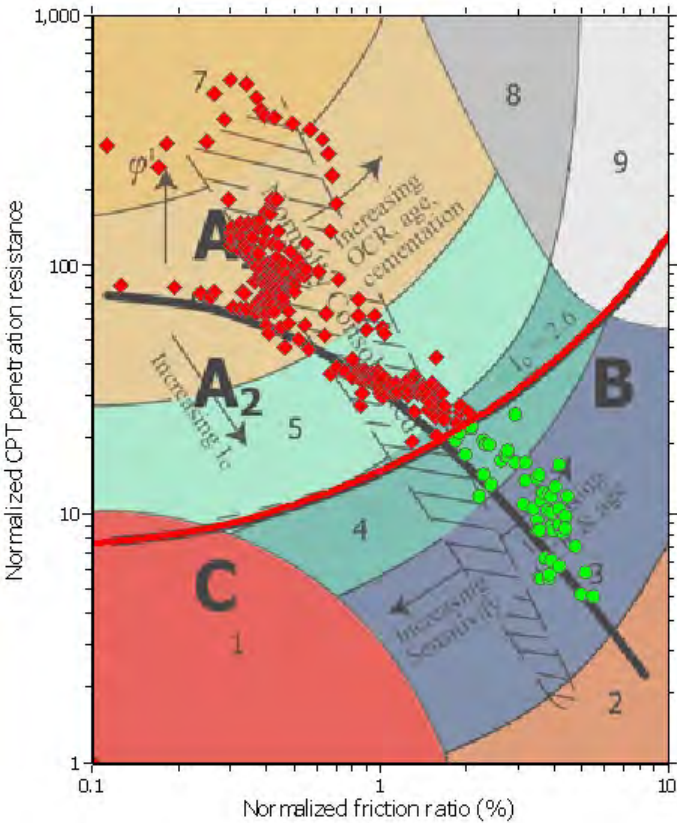 1,000
100
10
1
0.1
1
10
Normalized CPT penetration resistance
Normalized friction ratio (%)
7
8
9
φ'
A
Increasing
OCR, age,
cementation
A2
Increasing Ic
5
Ic = 2.6
B
4
C
1
3
& age
Increasing
Sensitivity
2